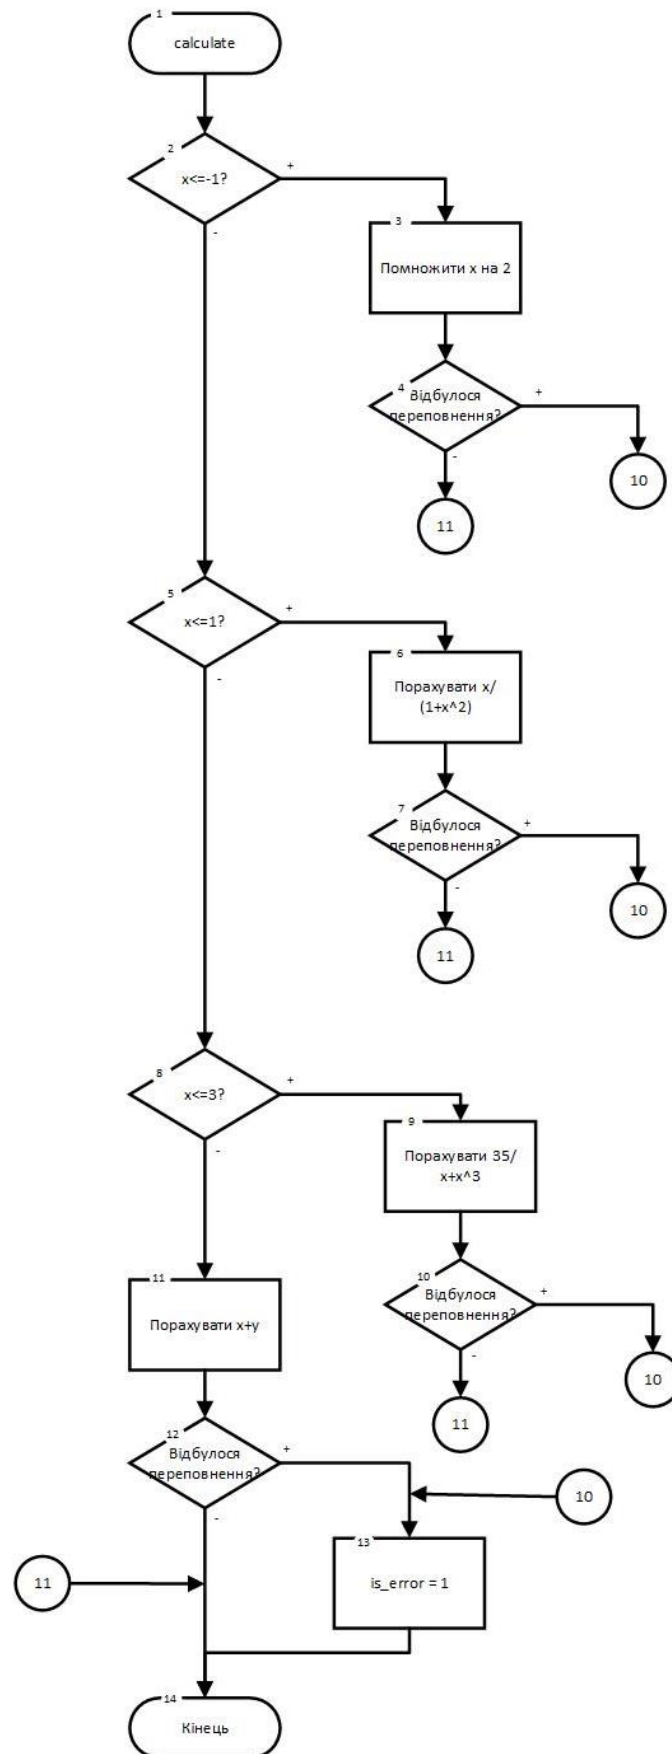 1
calculate
2
x<=-1?
+
-
3
Помножити x на 2
4
Відбулося
переповнення?
+
-
10
11
5
x<=1?
+
-
6
Порахувати x/
(1+x^2)
7
Відбулося
переповнення?
+
-
10
11
8
x<=3?
+
-
9
Порахувати 35/
x+x^3
10
Відбулося
переповнення?
+
-
10
11
11
Порахувати x+y
12
Відбулося
переповнення?
+
-
10
13
is_error = 1
11
14
Кінець